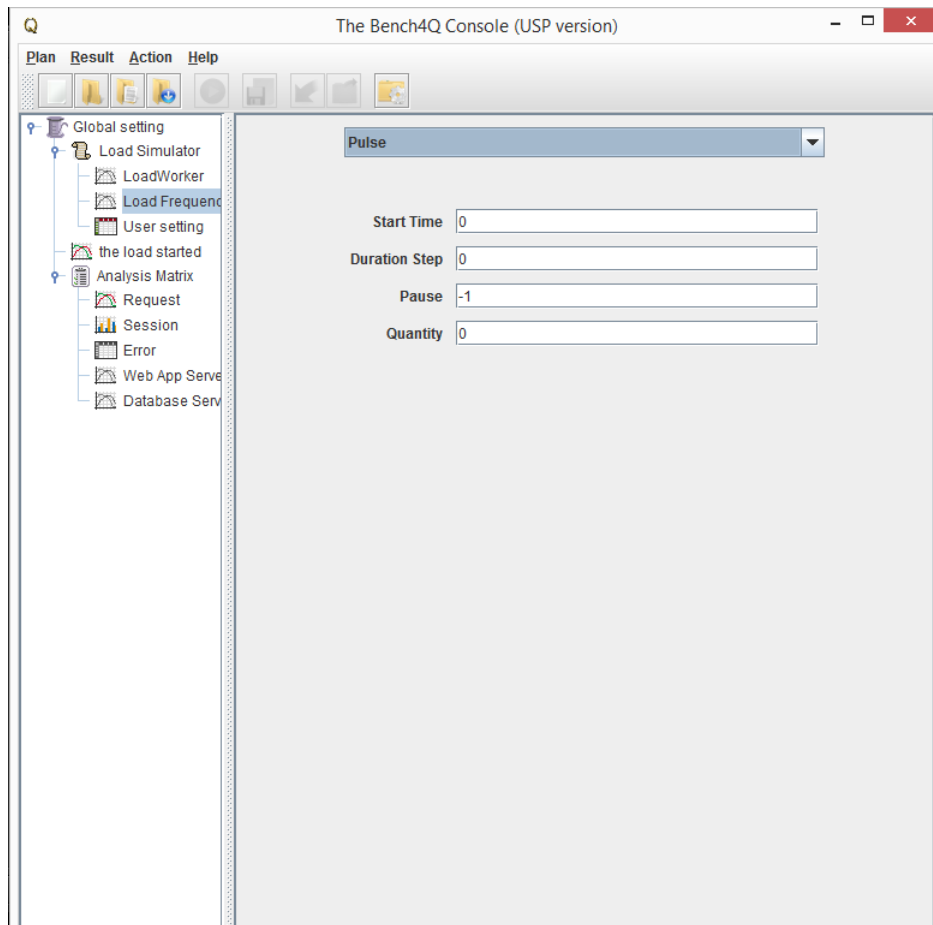 The Bench4Q Console (USP version)
Plan Result Action Help
Global setting
Load Simulator
LoadWorker
Load Frequenc
User setting
the load started
Analysis Matrix
Request
Session
Error
Web App Serve
Database Serv
Pulse
Start Time 0
Duration Step 0
Pause -1
Quantity 0